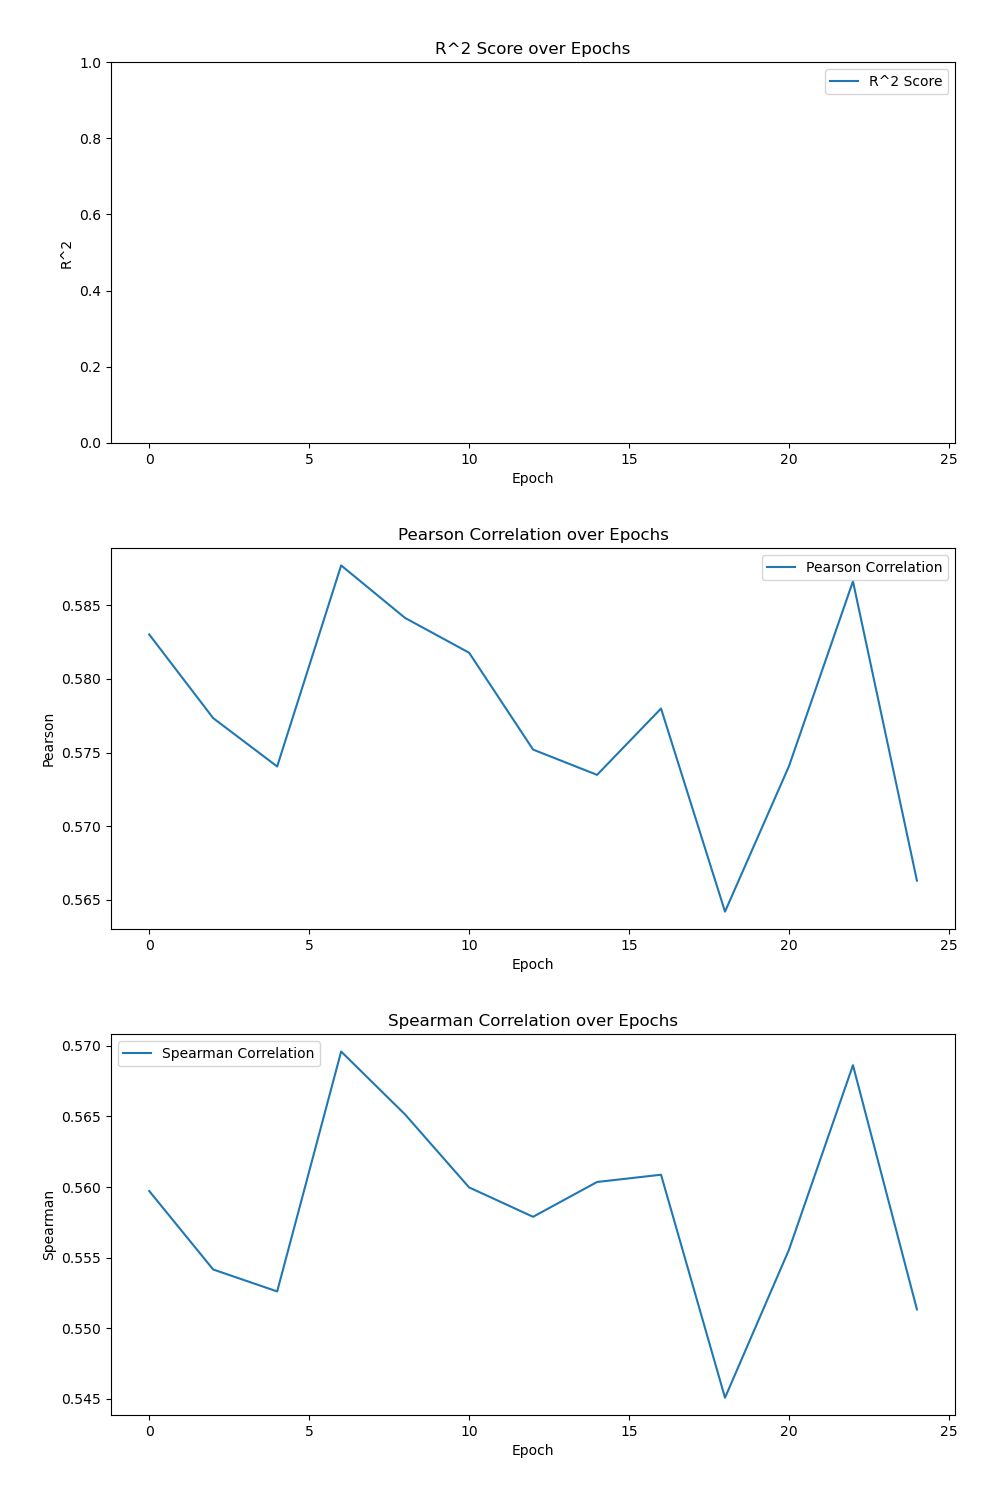 R^2 Score over Epochs
1.0
R^2 Score
0.8
0.6
R^2
0.4
0.2
0.0
0 5 10 15 20 25
Epoch
Pearson Correlation over Epochs
Pearson Correlation
0.585
0.580
Pearson
0.575
0.570
0.565
0 5 10 15 20 25
Epoch
Spearman Correlation over Epochs
0.570
Spearman Correlation
0.565
0.560
Spearman
0.555
0.550
0.545
0 5 10 15 20 25
Epoch